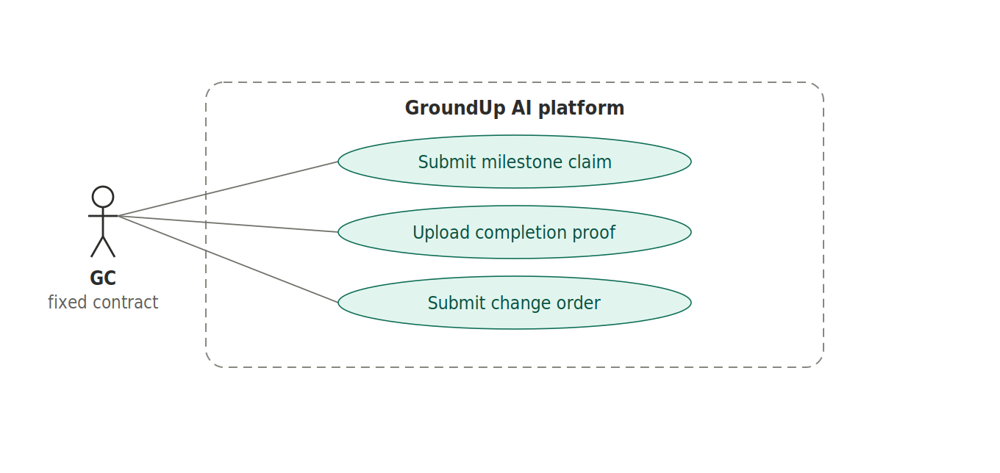 GroundUp AI platform
Submit milestone claim
Upload completion proof
Submit change order
GC
fixed contract